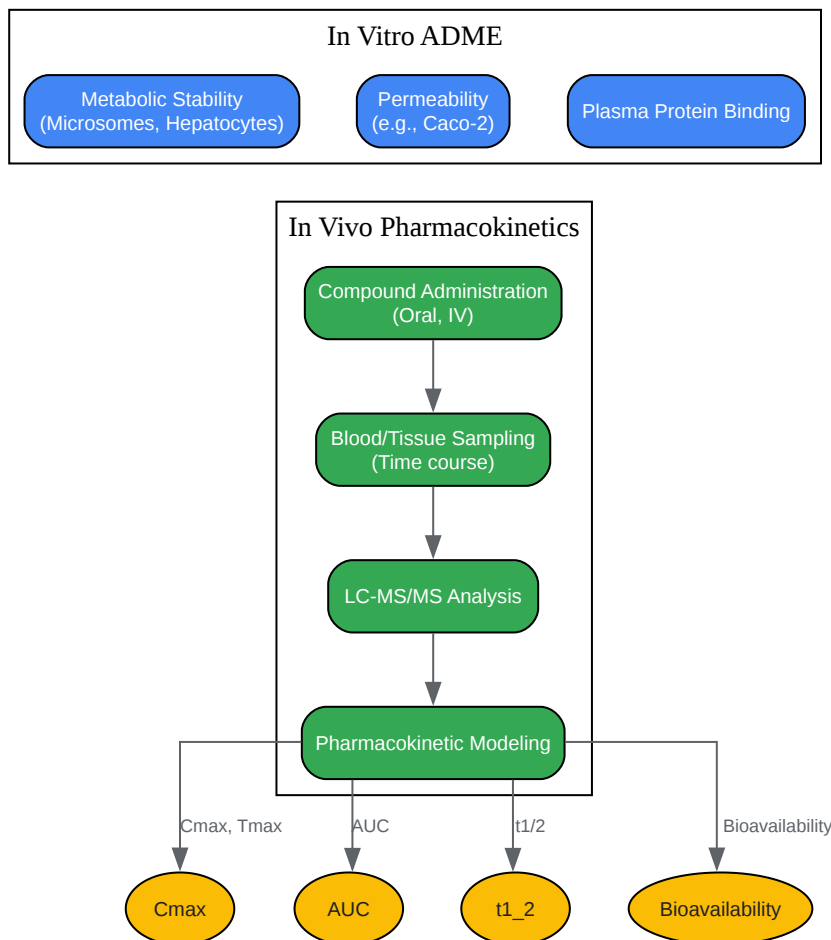 In Vitro ADME
Metabolic Stability
(Microsomes, Hepatocytes)
Permeability
(e.g., Caco-2)
Plasma Protein Binding
In Vivo Pharmacokinetics
Compound Administration
(Oral, IV)
Blood/Tissue Sampling
(Time course)
LC-MS/MS Analysis
Pharmacokinetic Modeling
Cmax, Tmax
AUC
t1/2
Bioavailability
Cmax
AUC
t1_2
Bioavailability